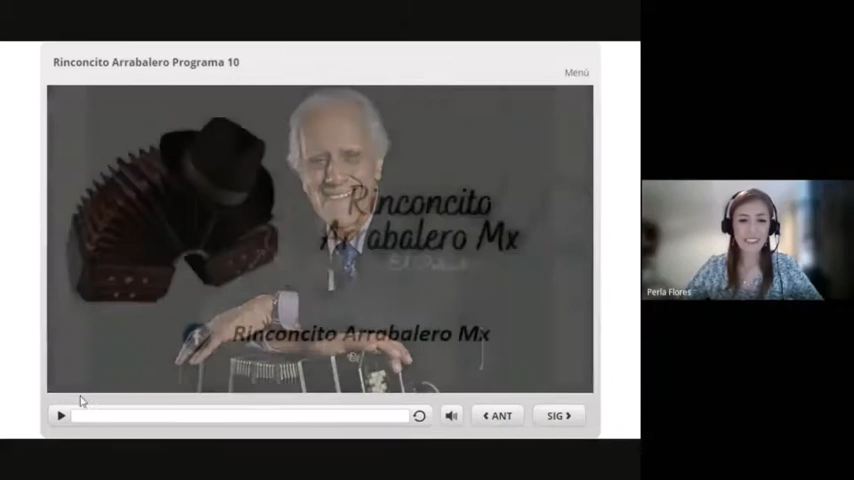 Rinconcito Arrabalero Programa 10
Menú
Rinconcito
Arrabalero Mx
Rinconcito Arrabalero Mx
ANT
SIG
Perla Flores